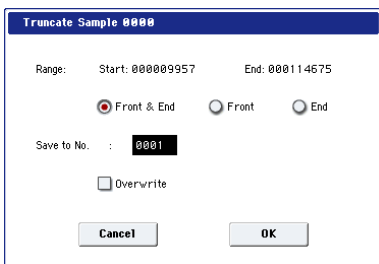 Truncate Sample 0000
Range: Start: 000009957 End: 000114675
Front & End Front End
Save to No. : 0001
Overwrite
Cancel OK